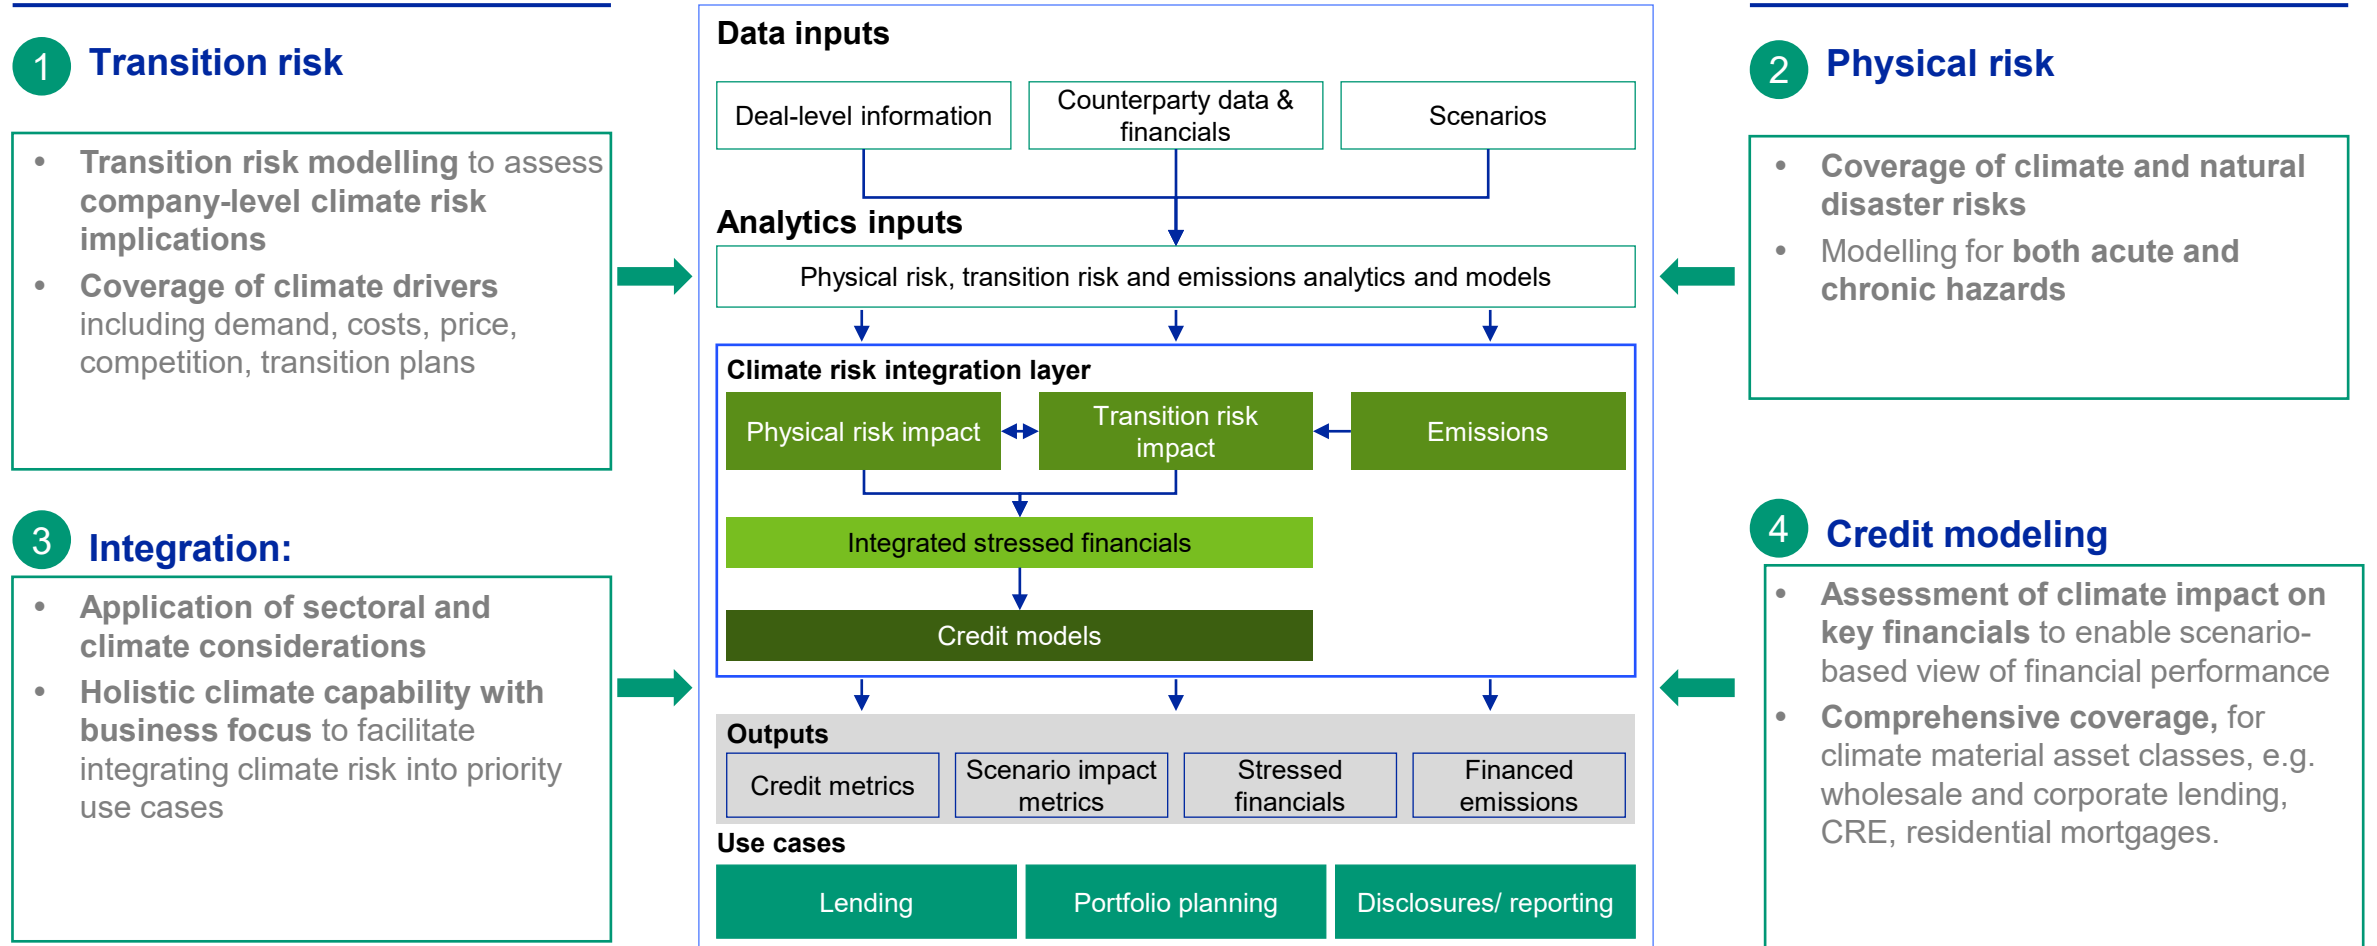 1
Transition risk
• Transition risk modelling to assess
company-level climate risk
implications
• Coverage of climate drivers
including demand, costs, price,
competition, transition plans
3
Integration:
• Application of sectoral and
climate considerations
• Holistic climate capability with
business focus to facilitate
integrating climate risk into priority
use cases
Data inputs
Deal-level information
Counterparty data &
financials
Scenarios
Analytics inputs
Physical risk, transition risk and emissions analytics and models
Climate risk integration layer
Physical risk impact
Transition risk
impact
Emissions
Integrated stressed financials
Credit models
Outputs
Credit metrics
Scenario impact
metrics
Stressed
financials
Financed
emissions
Use cases
Lending
Portfolio planning
Disclosures/ reporting
2
Physical risk
• Coverage of climate and natural
disaster risks
• Modelling for both acute and
chronic hazards
4
Credit modeling
• Assessment of climate impact on
key financials to enable scenario-
based view of financial performance
• Comprehensive coverage, for
climate material asset classes, e.g.
wholesale and corporate lending,
CRE, residential mortgages.